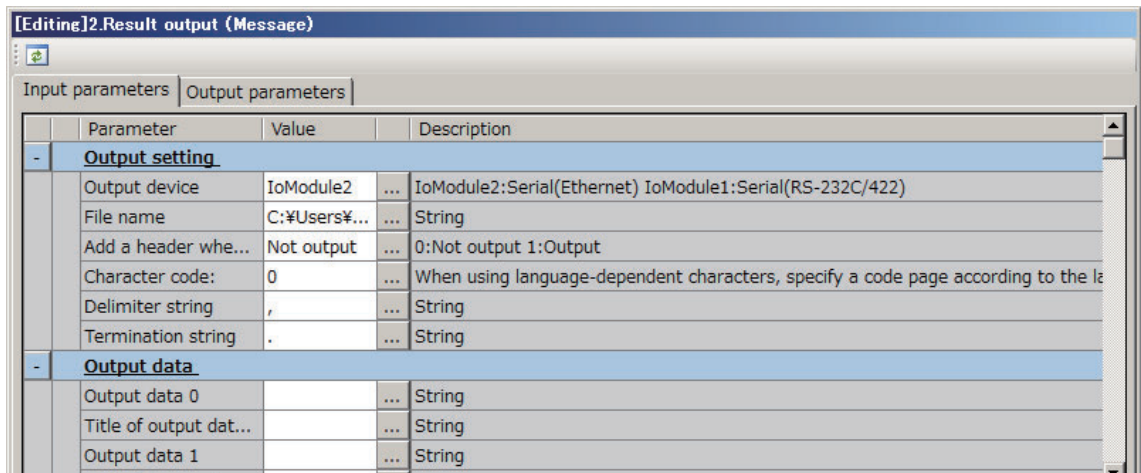 [Editing]2.Result output (Message)
Input parameters Output parameters
Parameter Value Description
- Output setting
Output device IoModule2 ... IoModule2:Serial(Ethernet) IoModule1:Serial(RS-232C/422)
File name C:¥Users¥... ... String
Add a header whe... Not output ... 0:Not output 1:Output
Character code: 0 ... When using language-dependent characters, specify a code page according to the
Delimiter string , ... String
Termination string . ... String
- Output data
Output data 0 ... String
Title of output dat... ... String
Output data 1 ... String